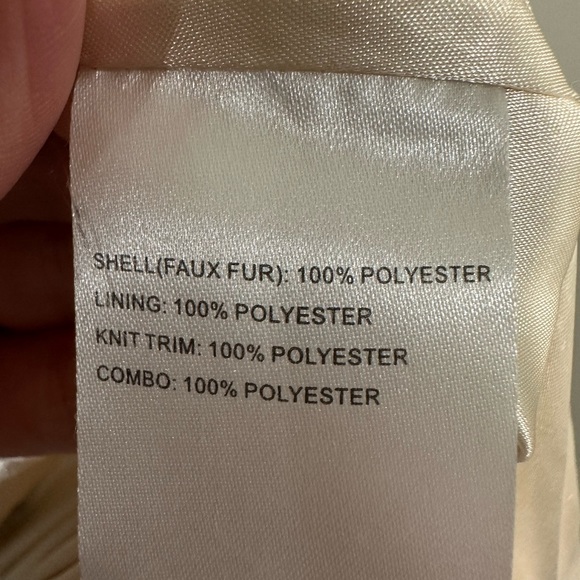 SHELL(FAUX FUR): 100% POLYESTER
LINING: 100% POLYESTER
KNIT TRIM: 100% POLYESTER
COMBO: 100% POLYESTER